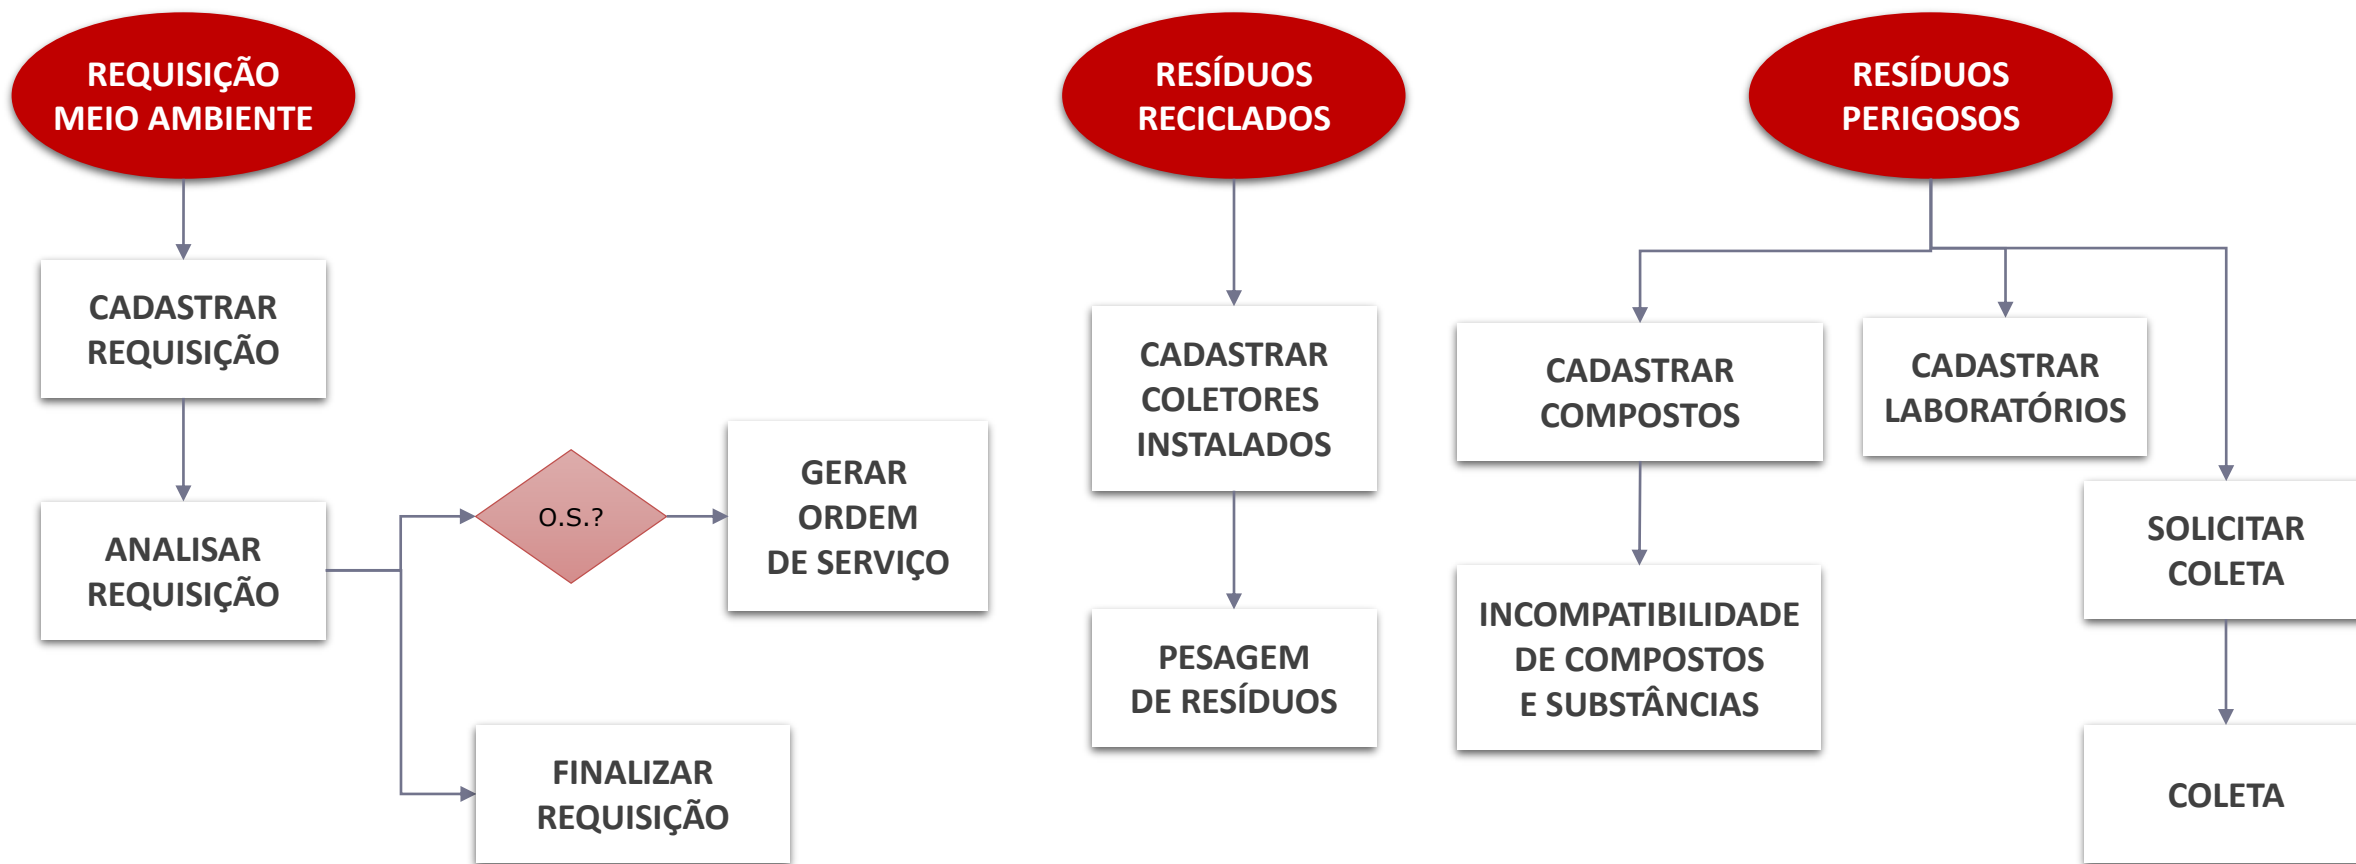 REQUISIÇÃO
MEIO AMBIENTE
CADASTRAR
REQUISIÇÃO
ANALISAR
REQUISIÇÃO
O.S.?
GERAR
ORDEM
DE SERVIÇO
FINALIZAR
REQUISIÇÃO
RESÍDUOS
RECICLADOS
CADASTRAR
COLETORES
INSTALADOS
PESAGEM
DE RESÍDUOS
RESÍDUOS
PERIGOSOS
CADASTRAR
COMPOSTOS
INCOMPATIBILIDADE
DE COMPOSTOS
E SUBSTÂNCIAS
CADASTRAR
LABORATÓRIOS
SOLICITAR
COLETA
COLETA